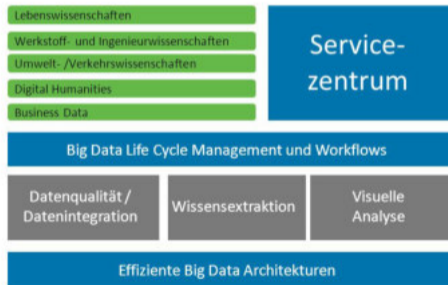 Lebenswissenschaften
Werkstoff- und Ingenieurwissenschaften
Umwelt- /Verkehrswissenschaften
Digital Humanities
Business Data
Service-
zentrum
Big Data Life Cycle Management und Workflows
Datenqualität /
Datenintegration
Wissensextraktion
Visuelle
Analyse
Effiziente Big Data Architekturen